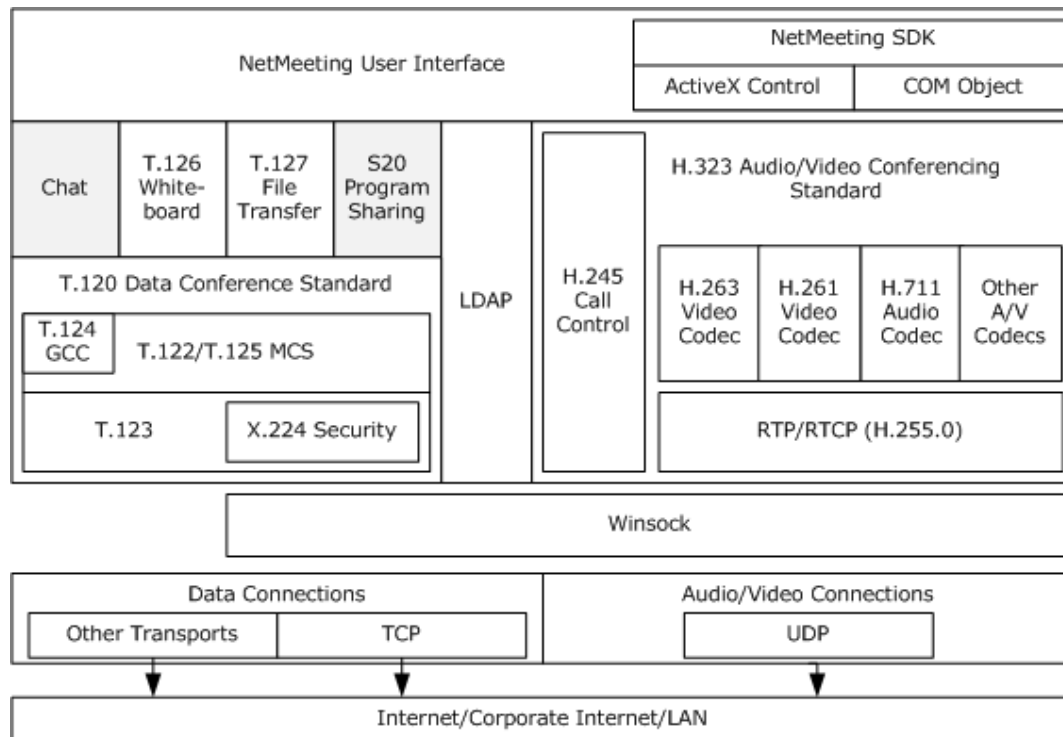 NetMeeting User Interface
NetMeeting SDK
ActiveX Control
COM Object
Chat
T.126
White-
board
T.127
File
Transfer
S20
Program
Sharing
LDAP
H.323 Audio/Video Conferencing
Standard
H.245
Call
Control
H.263
Video
Codec
H.261
Video
Codec
H.711
Audio
Codec
Other
A/V
Codecs
RTP/RTCP (H.255.0)
T.120 Data Conference Standard
T.124
GCC
T.122/T.125 MCS
T.123
X.224 Security
Winsock
Data Connections
Other Transports
TCP
Audio/Video Connections
UDP
Internet/Corporate Internet/LAN